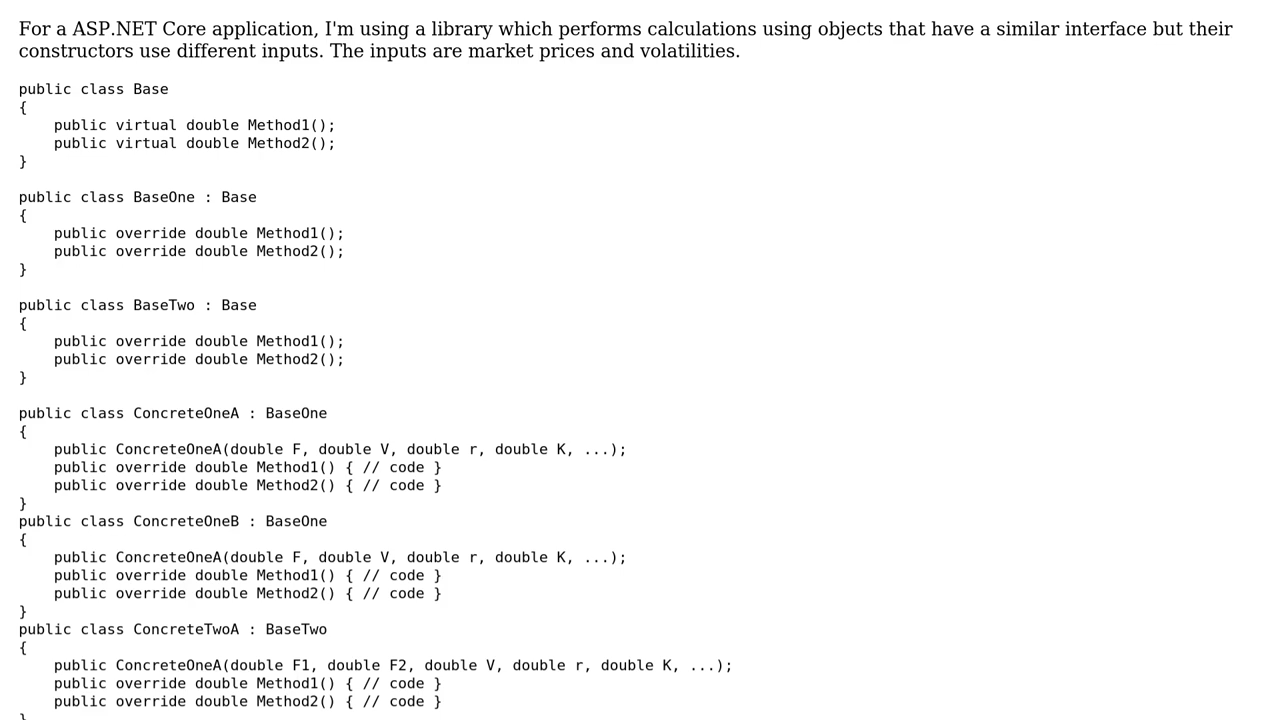 For a ASP.NET Core application, I'm using a library which performs calculations using objects that have a similar interface but their
constructors use different inputs. The inputs are market prices and volatilities.
public class Base
{
    public virtual double Method1();
    public virtual double Method2();
}
public class BaseOne : Base
{
    public override double Method1();
    public override double Method2();
}
public class BaseTwo : Base
{
    public override double Method1();
    public override double Method2();
}
public class ConcreteOneA : BaseOne
{
    public ConcreteOneA(double F, double V, double r, double K, ...);
    public override double Method1() { // code }
    public override double Method2() { // code }
}
public class ConcreteOneB : BaseOne
{
    public ConcreteOneA(double F, double V, double r, double K, ...);
    public override double Method1() { // code }
    public override double Method2() { // code }
}
public class ConcreteTwoA : BaseTwo
{
    public ConcreteOneA(double F1, double F2, double V, double r, double K, ...);
    public override double Method1() { // code }
    public override double Method2() { // code }
}